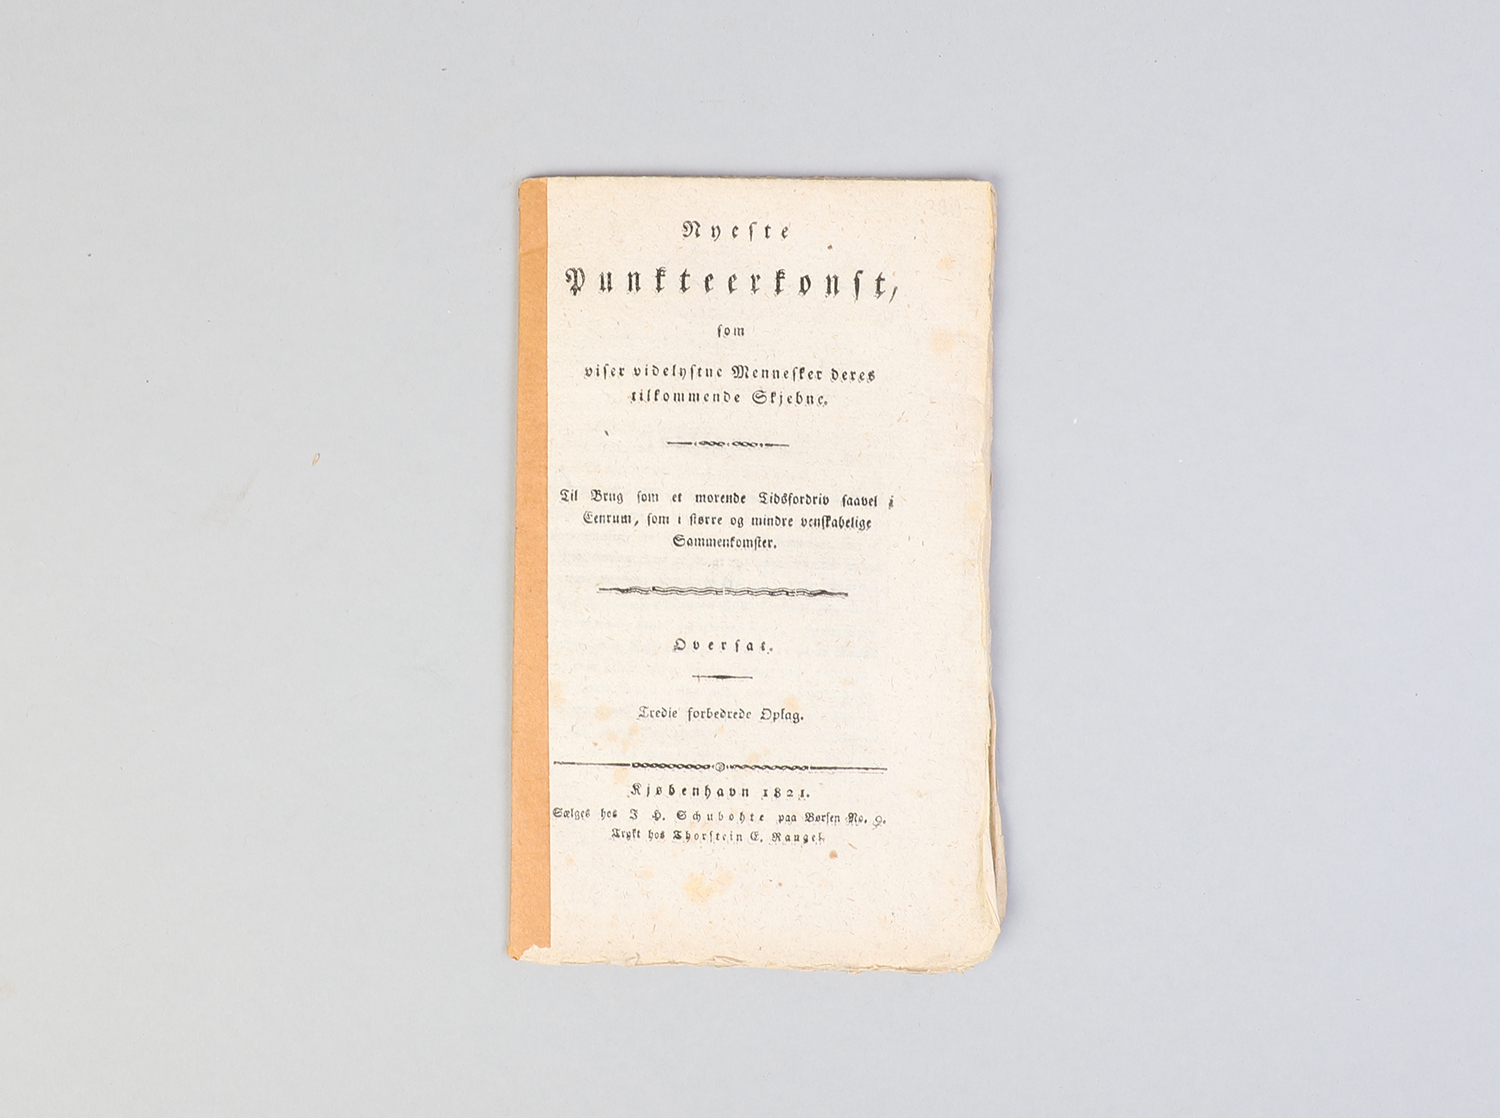 Nyeste
Punkteerkonst,
som
viser videlystne Mennesker deres
tilkommende Skjebne.
Til Brug som et morende Tidsfordriv saavel i
Eenrum, som i større og mindre venskabelige
Sammenkomster.
Oversat.
Tredie forbedrede Oplag.
Kjøbenhavn 1821.
Sælges hos J. H. Schubothe paa Børsen No. 9.
Trykt hos Thorstein E. Rangel.